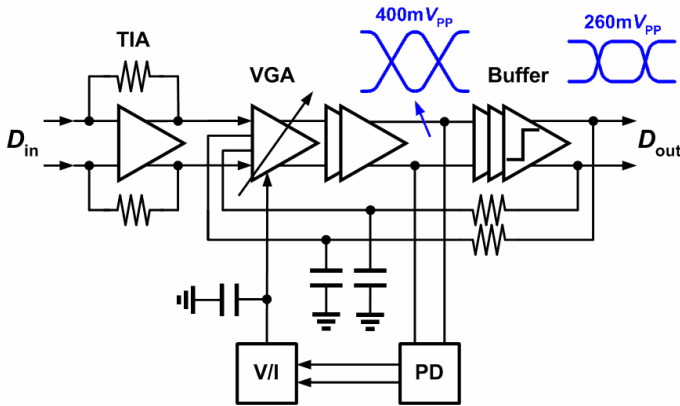 400mVPP
260mVPP
TIA
VGA
Buffer
Din
Dout
V/I
PD